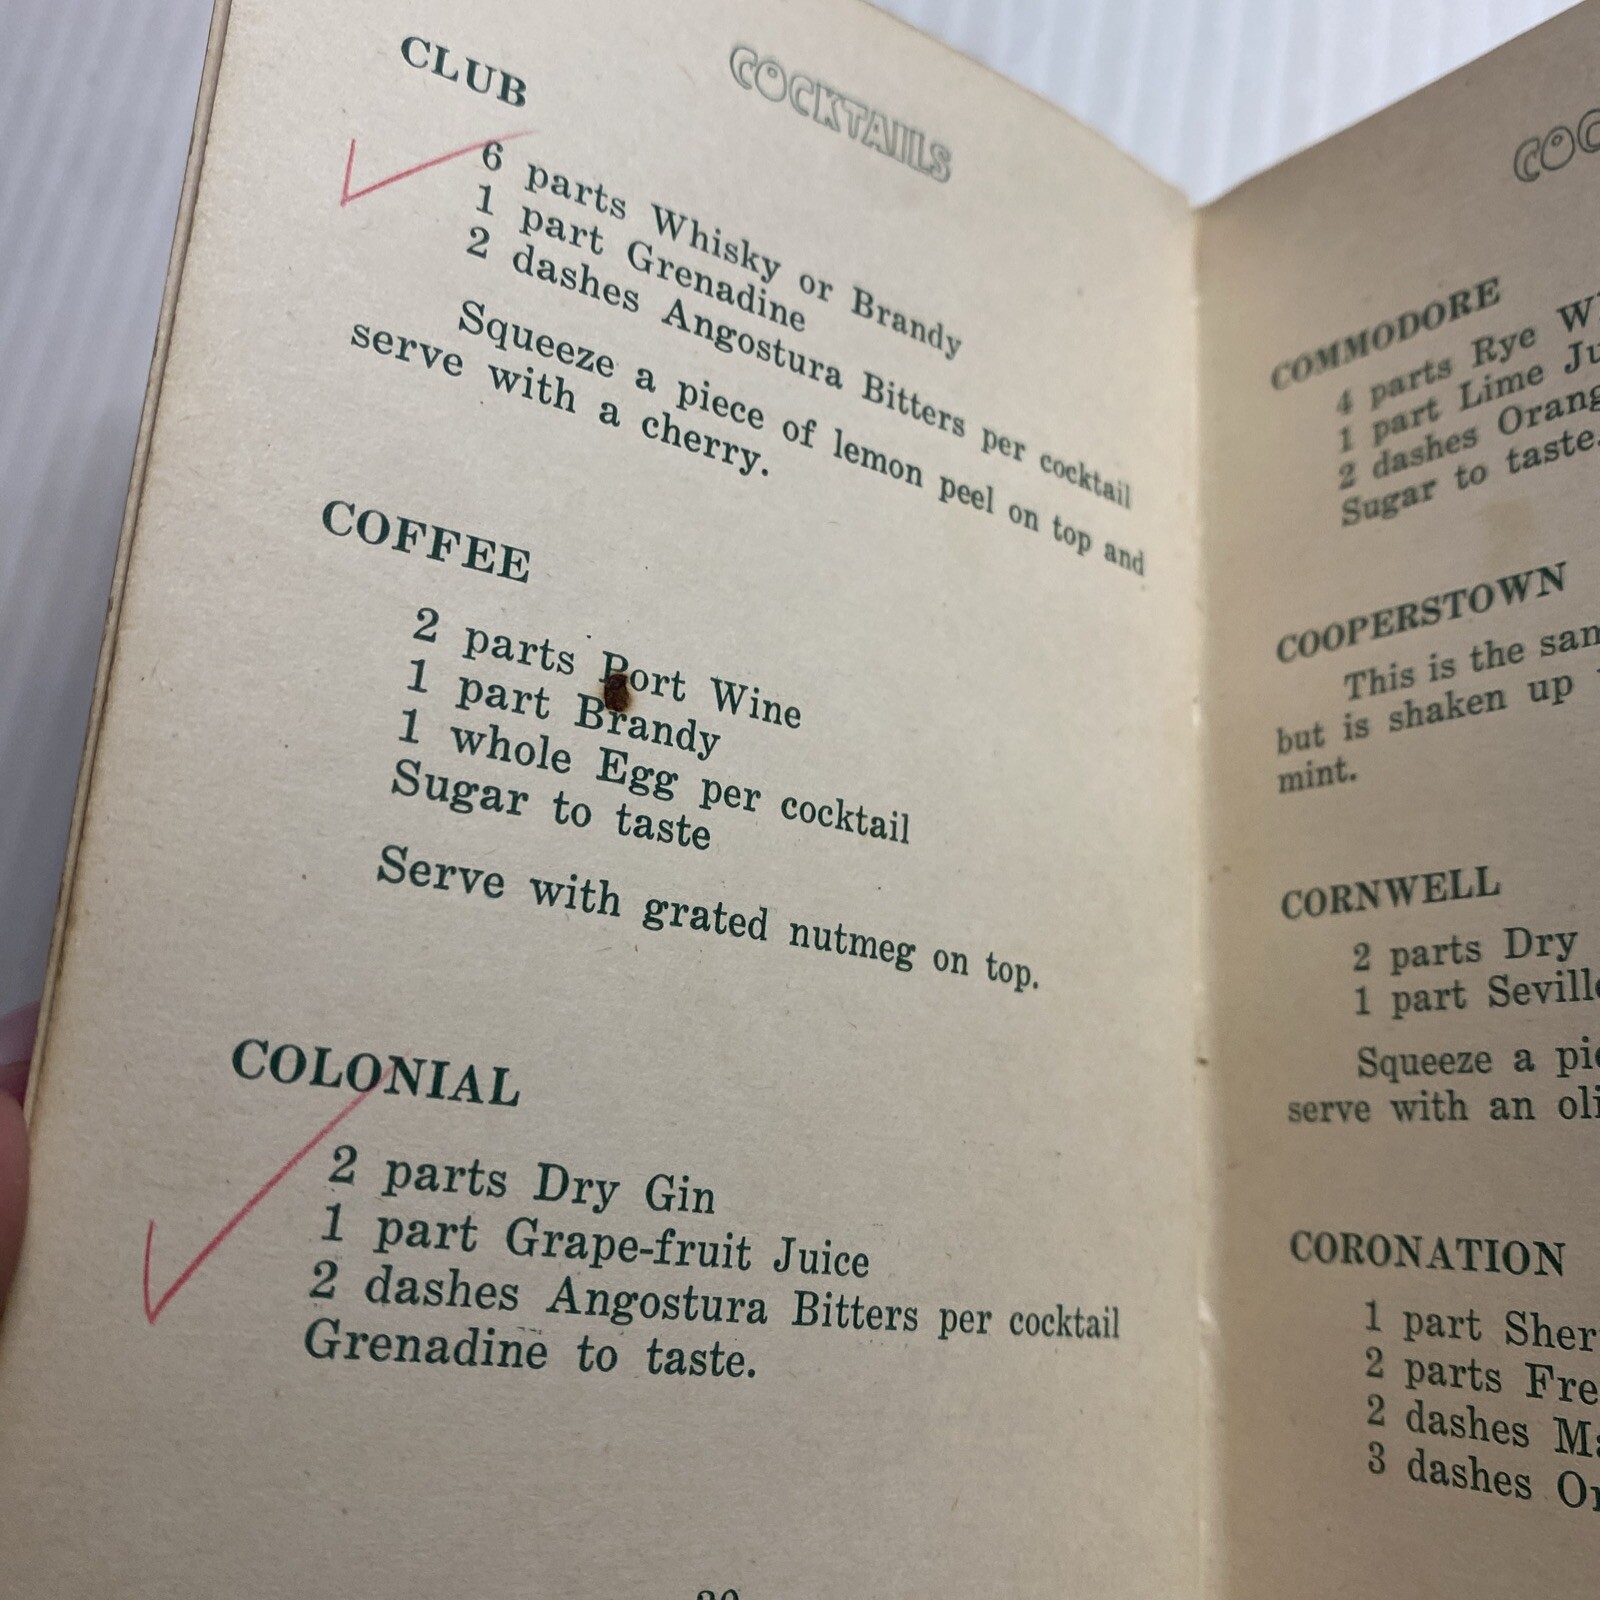 COCKTAILS
CLUB
6 parts Whisky or Brandy
1 part Grenadine
2 dashes Angostura Bitters per cocktail
Squeeze a piece of lemon peel on top and
serve with a cherry.
COFFEE
2 parts Port Wine
1 part Brandy
1 whole Egg per cocktail
Sugar to taste
Serve with grated nutmeg on top.
COLONIAL
2 parts Dry Gin
1 part Grape-fruit Juice
2 dashes Angostura Bitters per cocktail
Grenadine to taste.
COMMODORE
4 parts Rye
1 part Lime
2 dashes
Sugar to taste.
COOPERSTOWN
This is the
but is shaken up
mint.
CORNWELL
2 parts Dry
1 part
Squeeze a
serve with an
CORONATION
1 part
2 parts
2 dashes
3 dashes